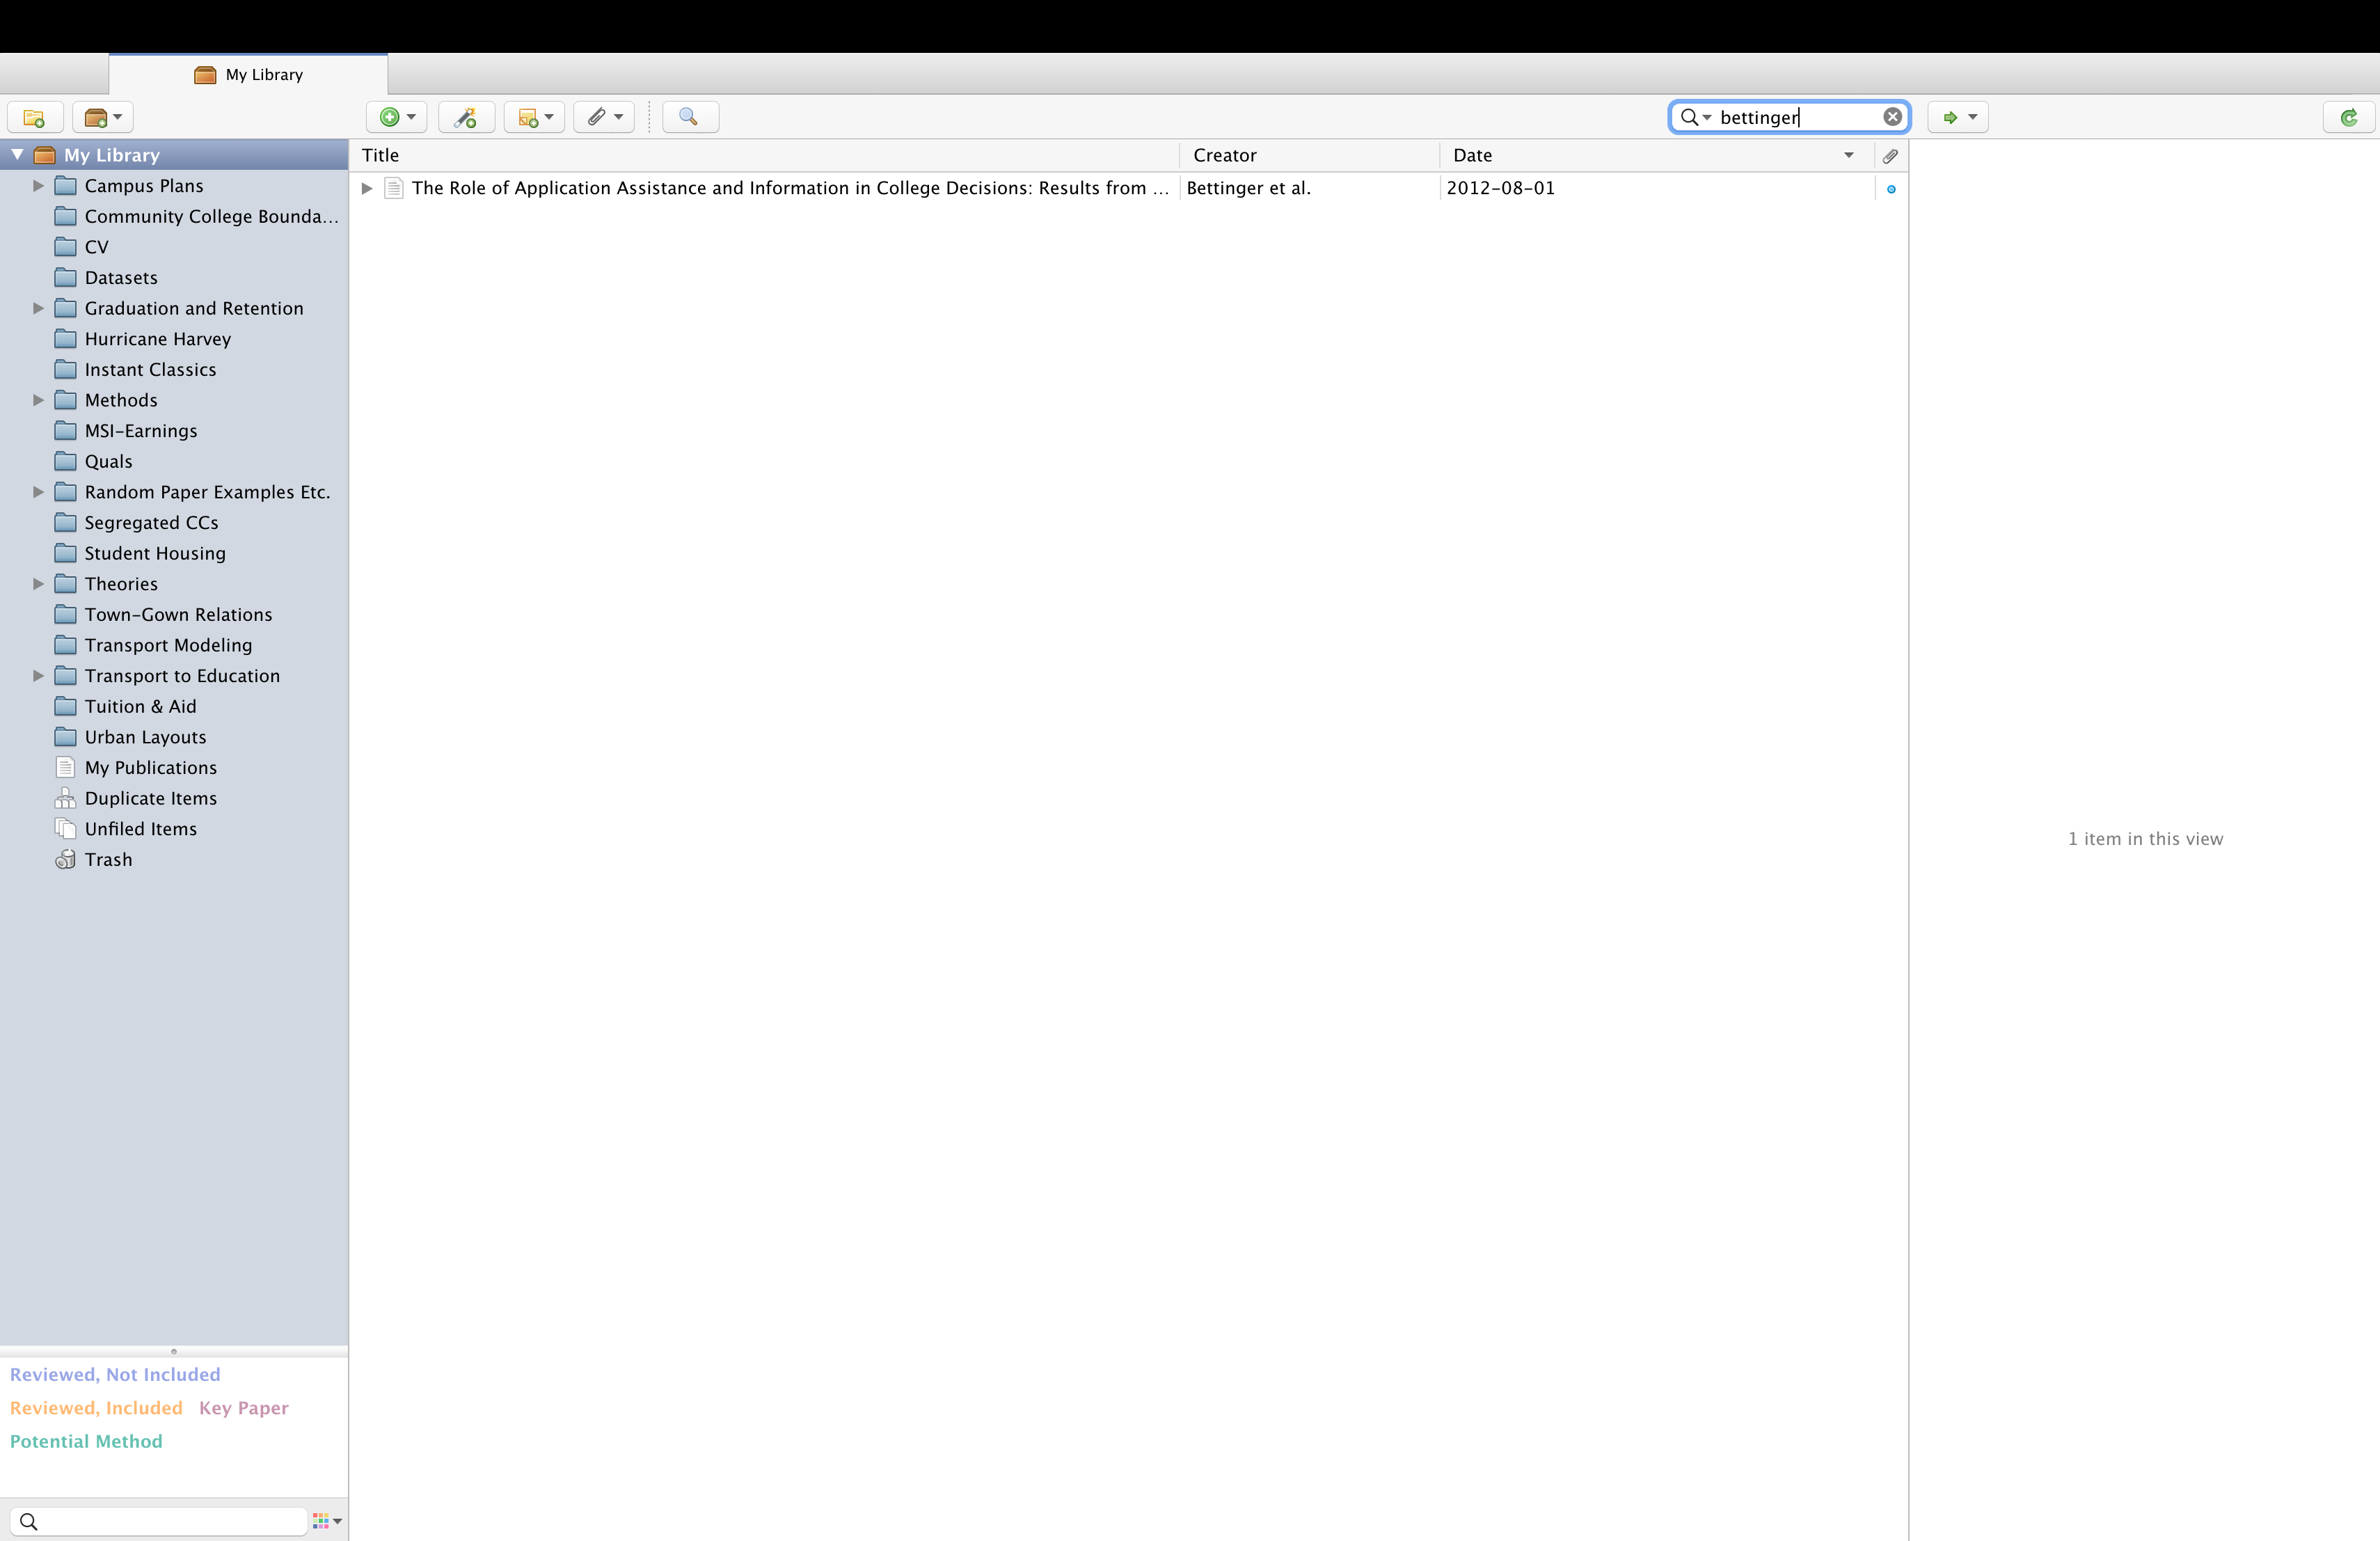 My Library
bettinger
My Library
Campus Plans
Community College Bounda...
CV
Datasets
Graduation and Retention
Hurricane Harvey
Instant Classics
Methods
MSI-Earnings
Quals
Random Paper Examples Etc.
Segregated CCs
Student Housing
Theories
Town-Gown Relations
Transport Modeling
Transport to Education
Tuition & Aid
Urban Layouts
My Publications
Duplicate Items
Unfiled Items
Trash
Title Creator Date
The Role of Application Assistance and Information in College Decisions: Results from ... Bettinger et al. 2012-08-01
1 item in this view
Reviewed, Not Included
Reviewed, Included Key Paper
Potential Method